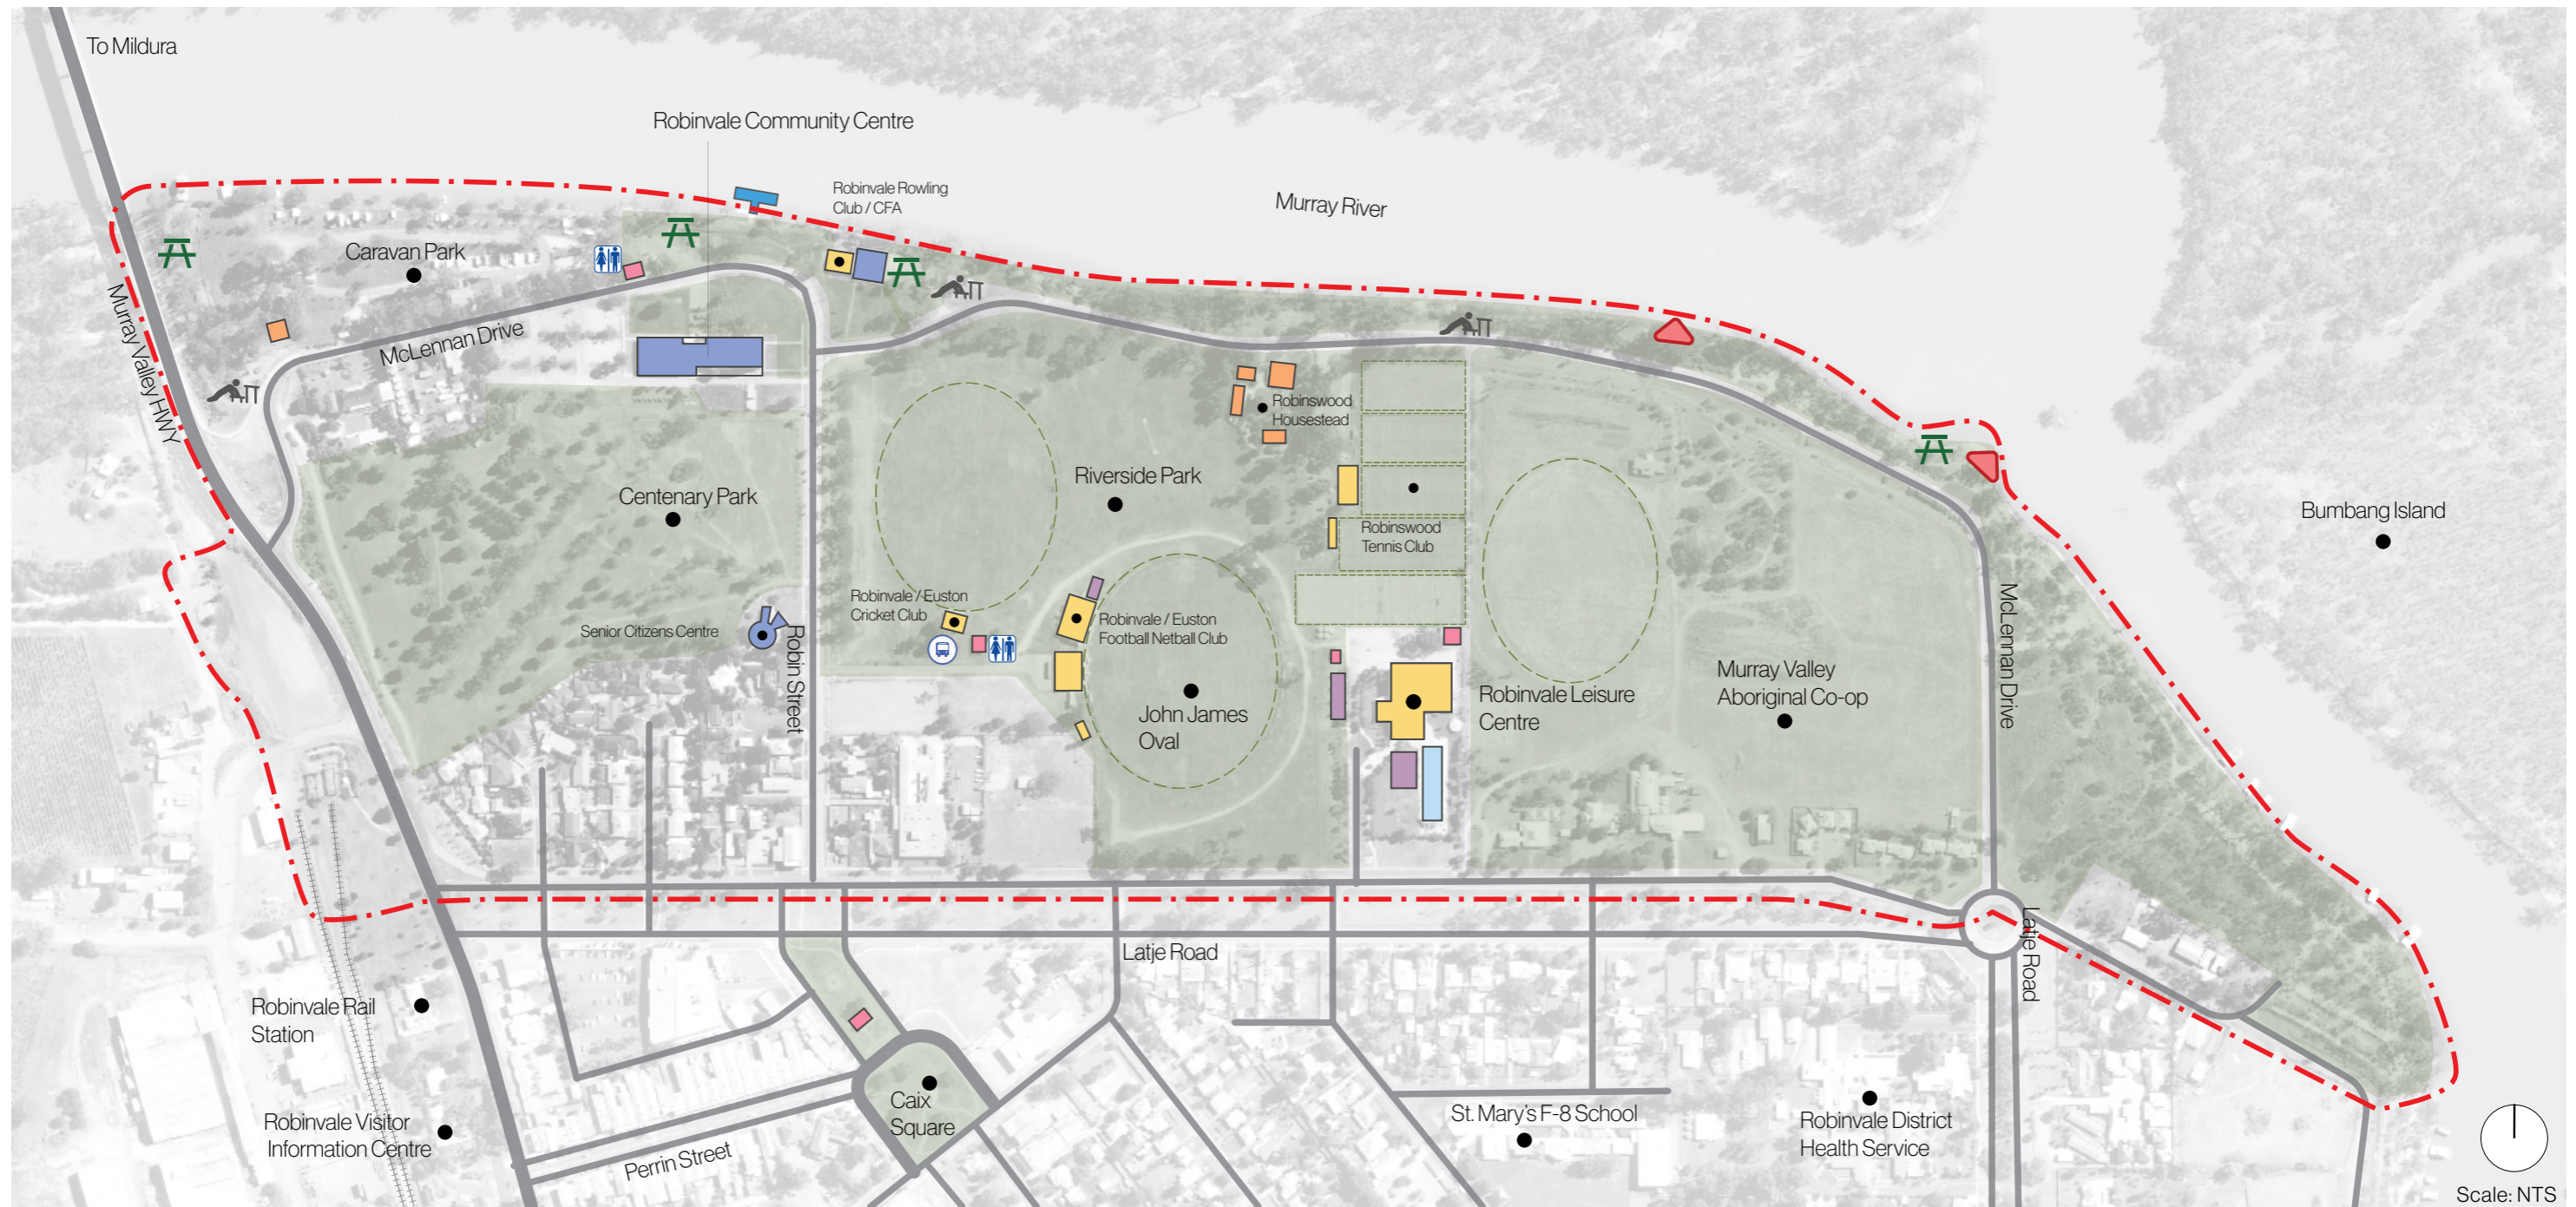 To Mildura
Robinvale Community Centre
Robinvale Rowling
Club / CFA
Murray River
Caravan Park
McLennan Drive
Murray Valley HWY
Robinswood
Housestead
Centenary Park
Riverside Park
Bumbang Island
Robinswood
Tennis Club
Robinvale / Euston
Cricket Club
Robinvale / Euston
Football Netball Club
Senior Citizens Centre
Robin Street
McLennan Drive
Murray Valley
Aboriginal Co-op
Robinvale Leisure
Centre
John James
Oval
Latje Road
Latje Road
Robinvale Rail
Station
Caix
Square
St. Mary's F-8 School
Robinvale District
Health Service
Robinvale Visitor
Information Centre
Perrin Street
Scale: NTS